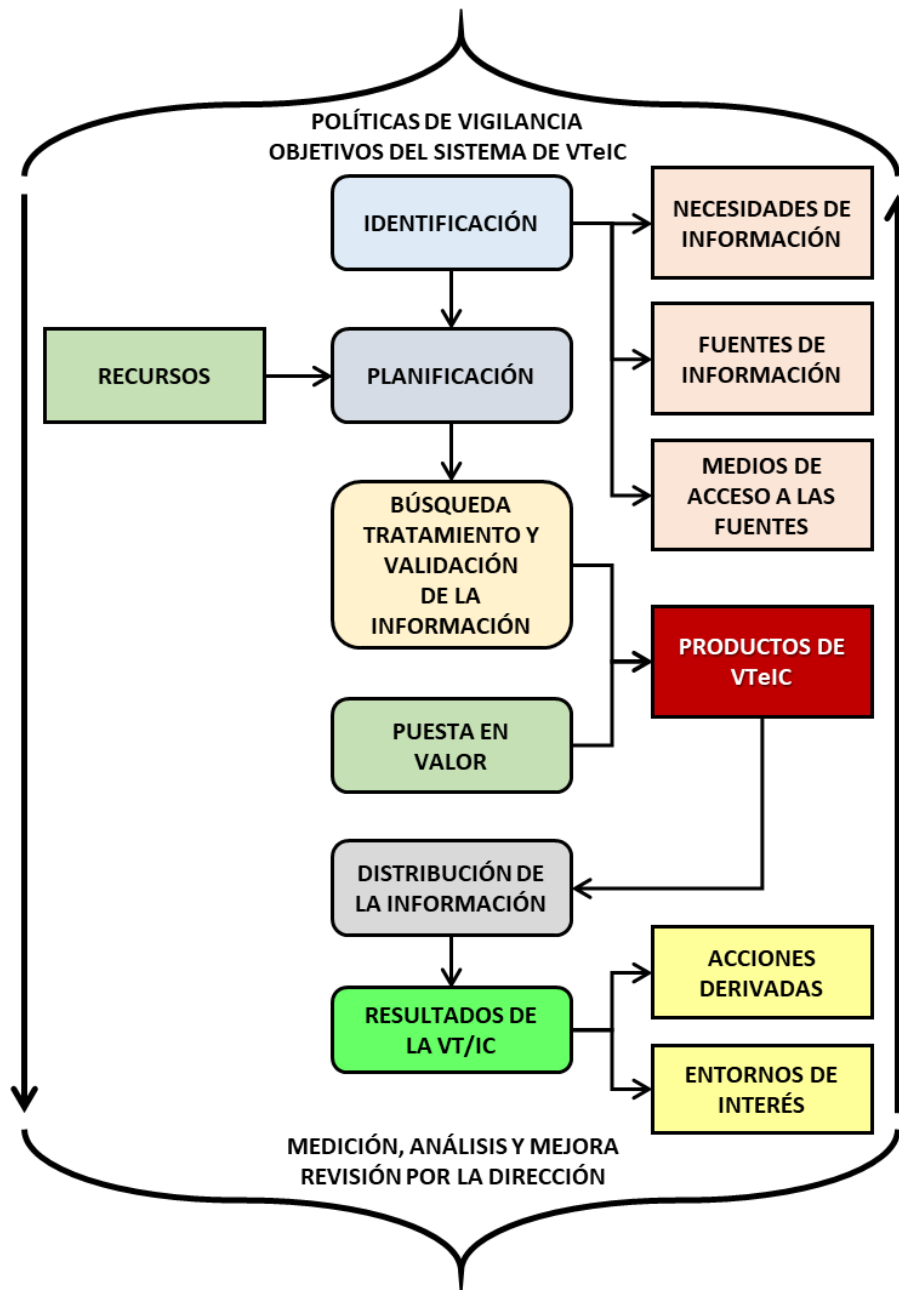 POLÍTICAS DE VIGILANCIA
OBJETIVOS DEL SISTEMA DE VTeIC
IDENTIFICACIÓN
NECESIDADES DE
INFORMACIÓN
FUENTES DE
INFORMACIÓN
RECURSOS
PLANIFICACIÓN
MEDIOS DE
ACCESO A LAS
FUENTES
BÚSQUEDA
TRATAMIENTO Y
VALIDACIÓN
DE LA
INFORMACIÓN
PRODUCTOS DE
VTeIC
PUESTA EN
VALOR
DISTRIBUCIÓN DE
LA INFORMACIÓN
ACCIONES
DERIVADAS
RESULTADOS DE
LA VT/IC
ENTORNOS DE
INTERÉS
MEDICIÓN, ANÁLISIS Y MEJORA
REVISIÓN POR LA DIRECCIÓN